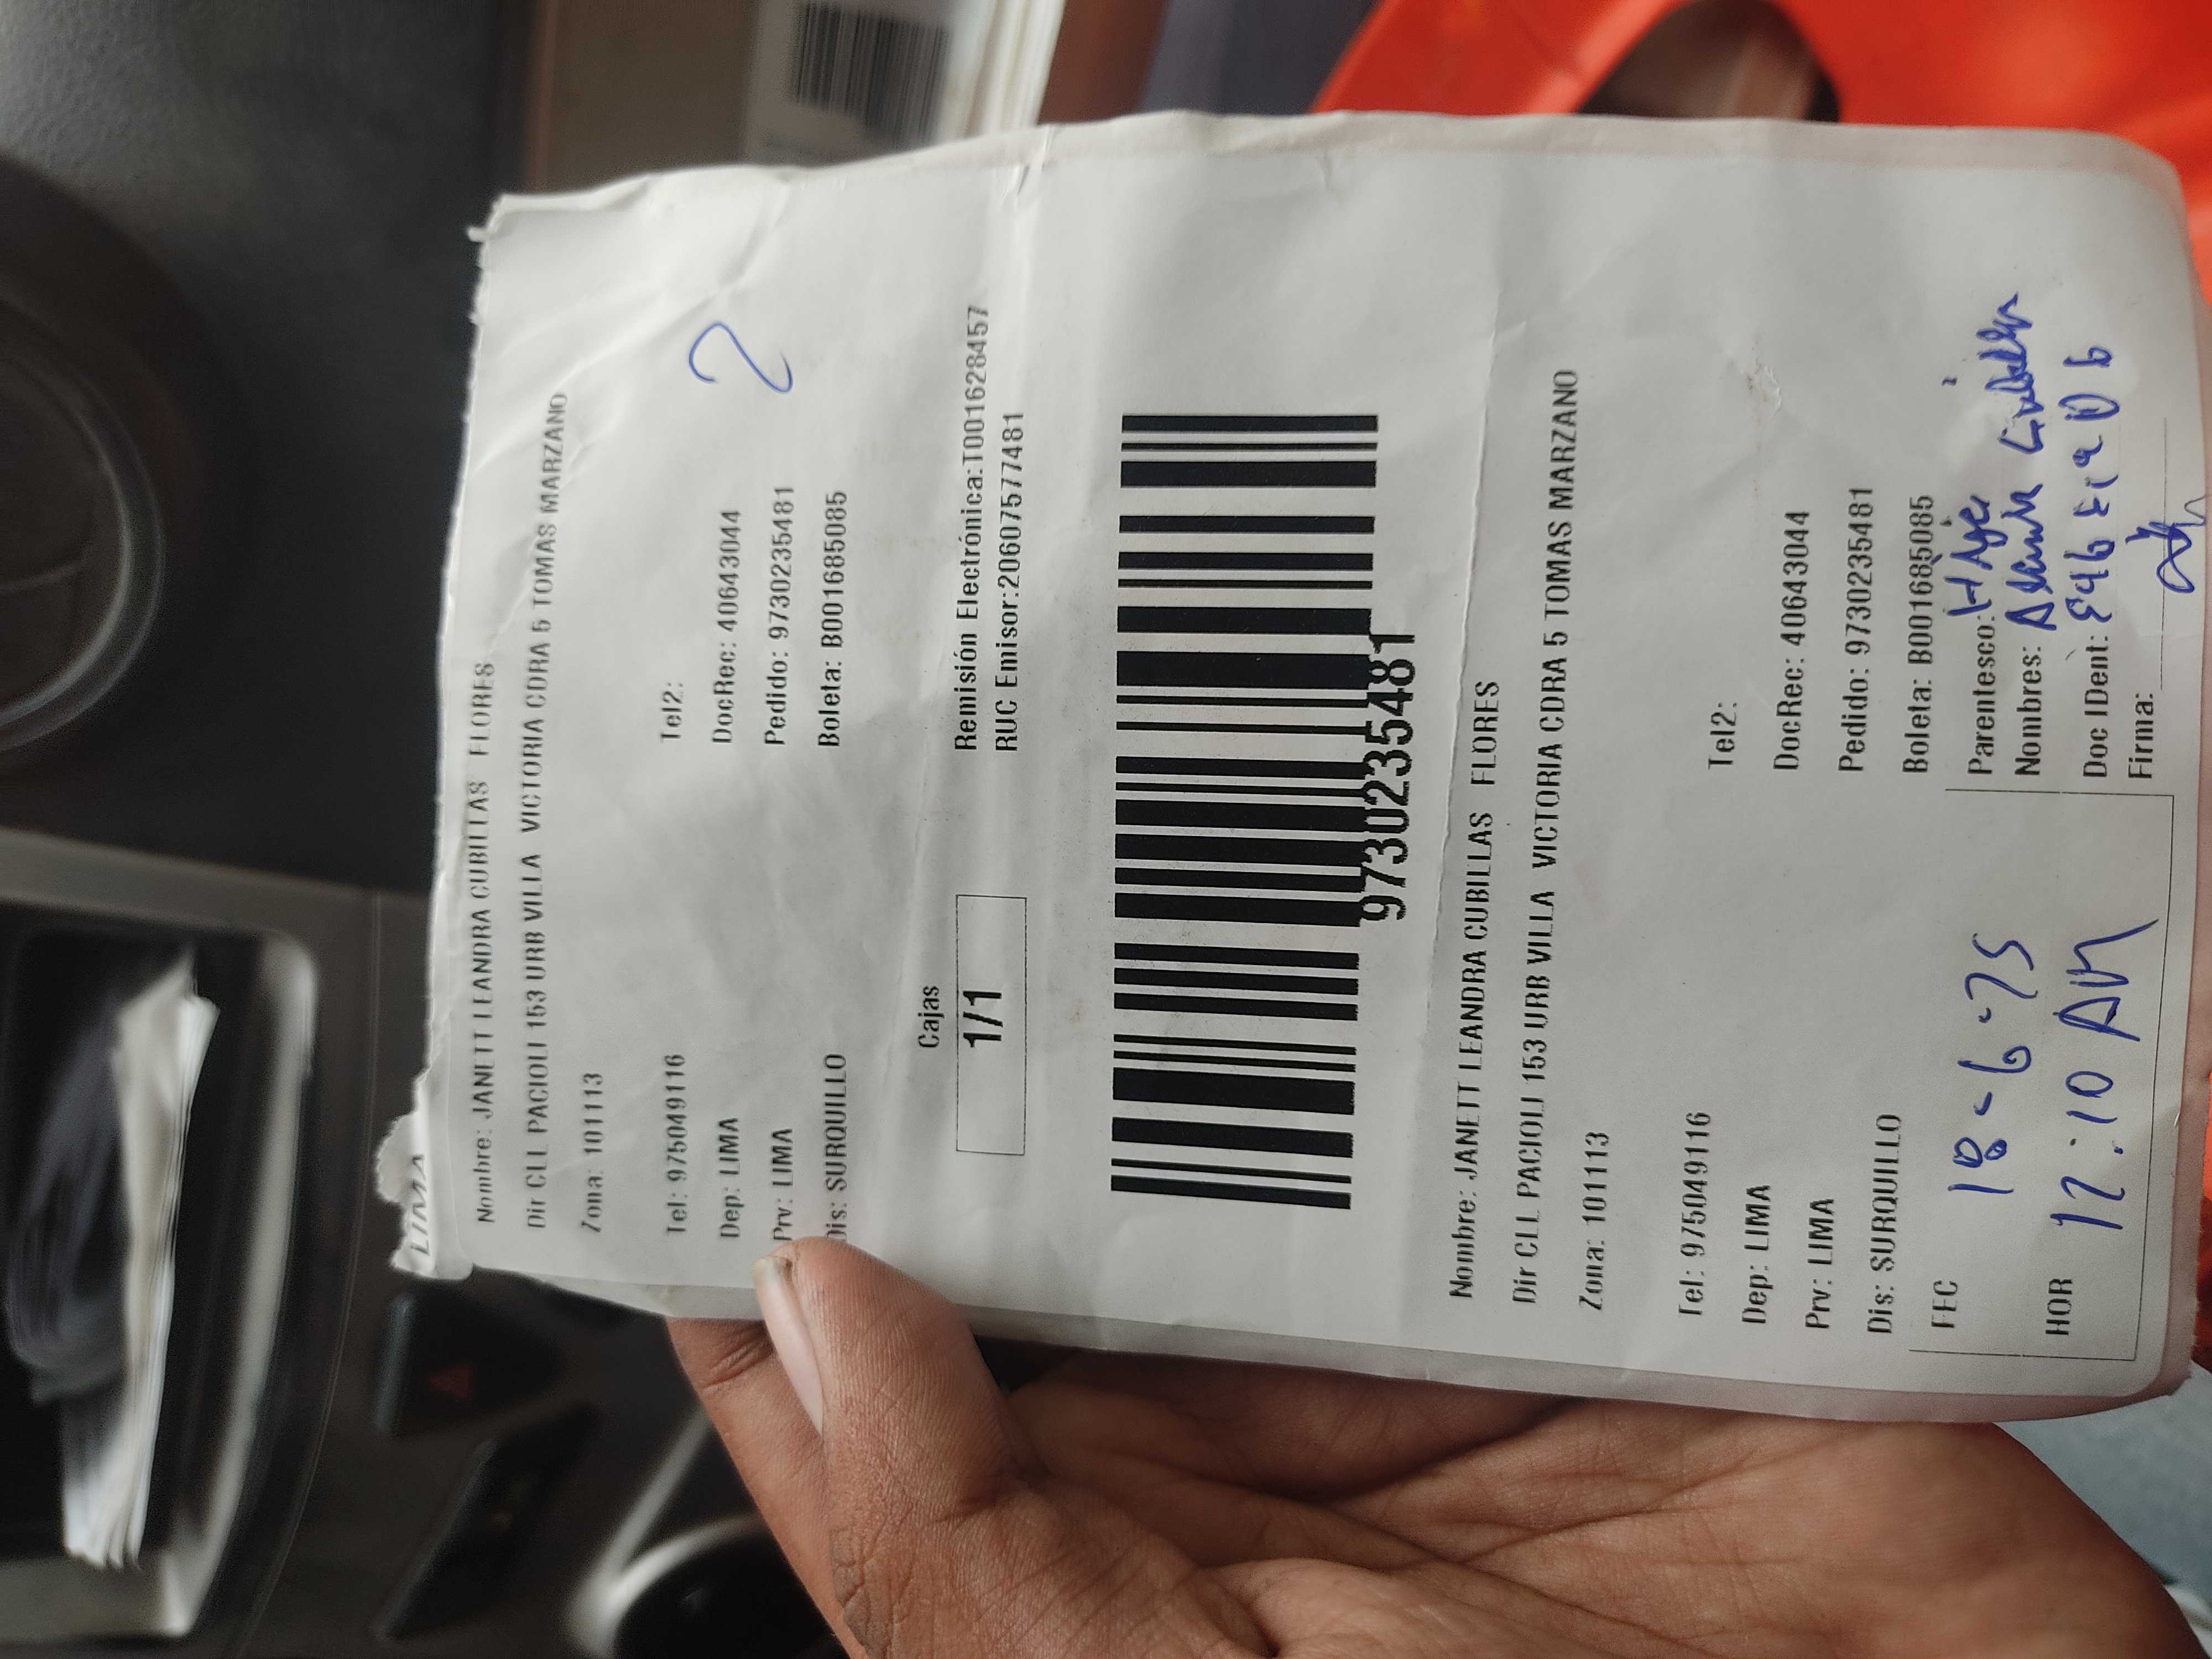 LIMA
Nombre: JANETT LEANDRA CUBILLAS FLORES
Dir CLL PACIOLI 153 URB VILLA VICTORIA CDRA 5 TOMAS MARZANO
Zona: 101113
Tel: 975049116 Tel2:
Dep: LIMA DocRec: 40643044
Prv: LIMA Pedido: 9730235481
Dis: SURQUILLO Boleta: B001685085
2
Cajas
1/1
Remisión Electrónica:T001628457
RUC Emisor:20607577481
9730235481
Nombre: JANETT LEANDRA CUBILLAS FLORES
Dir CLL PACIOLI 153 URB VILLA VICTORIA CDRA 5 TOMAS MARZANO
Zona: 101113
Tel: 975049116 Tel2:
Dep: LIMA DocRec: 40643044
Prv: LIMA Pedido: 9730235481
Dis: SURQUILLO Boleta: B001685085
FEC 18-6-25
HOR 12:10 AM
Parentesco:
Nombres:
Doc IDent:
Firma: